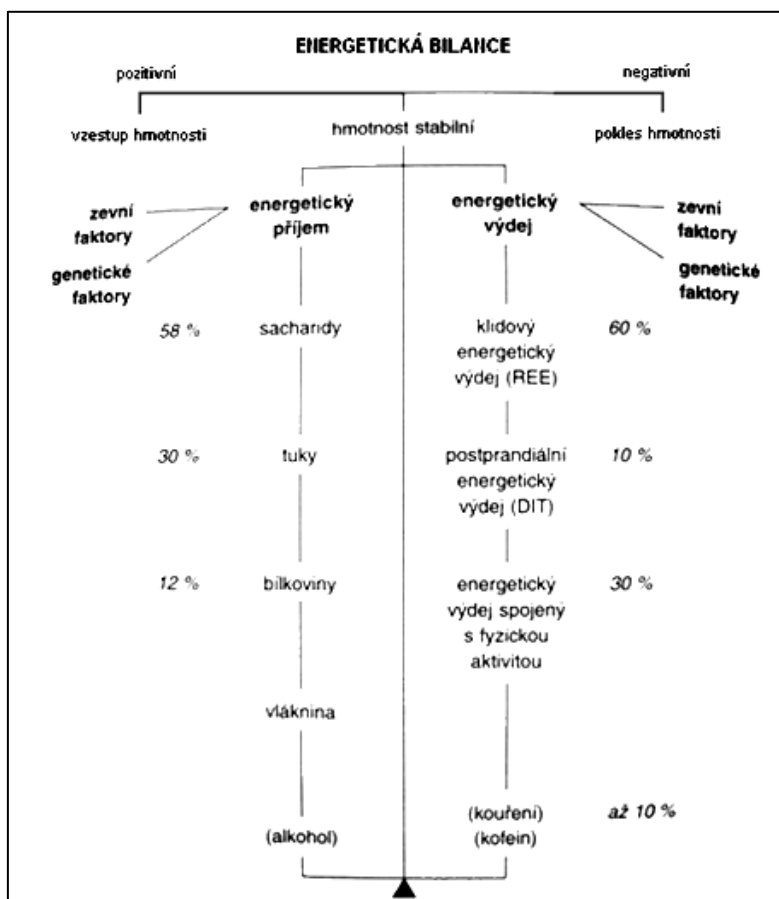 ENERGETICKÁ BILANCE
pozitivní
negativní
vzestup hmotnosti
hmotnost stabilní
pokles hmotnosti
zevní
faktory
genetické
faktory
energetický
příjem
energetický
výdej
zevní
faktory
genetické
faktory
58 %
sacharidy
klidový
energetický
výdej (REE)
60 %
30 %
tuky
postprandiální
energetický
výdej (DIT)
10 %
12 %
bílkoviny
energetický
výdej spojený
s fyzickou
aktivitou
30 %
vláknina
(alkohol)
(kouření)
(kofein)
až 10 %